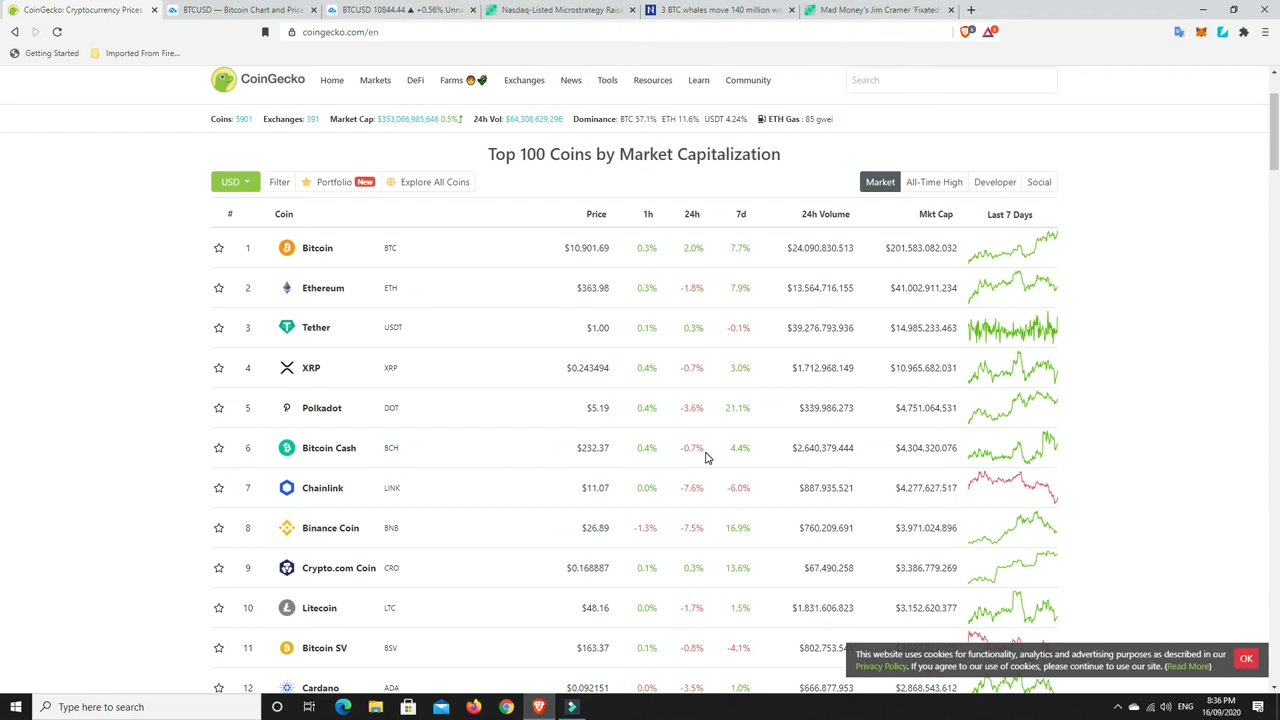 CoinGecko: Cryptocurrency Prices
BTCUSD — Bitcoin Chart and Price
BTCUSD 10844.44 ▲ +0.56% Unna
Nasdaq-Listed Microstrategy Raise
3 BTC whales move 140 million wo
Mad Money's Jim Cramer 'Fixated
coingecko.com/en
Getting Started Imported From Fire...
CoinGecko Home Markets DeFi Farms Exchanges News Tools Resources Learn Community Search
Coins: 5901 Exchanges: 391 Market Cap: $353,066,985,646 0.5% 24h Vol: $64,308,629,296 Dominance: BTC 57.1% ETH 11.6% USDT 4.24% ETH Gas : 85 gwei
Top 100 Coins by Market Capitalization
USD Filter Portfolio New Explore All Coins Market All-Time High Developer Social
# Coin Price 1h 24h 7d 24h Volume Mkt Cap Last 7 Days
1 Bitcoin BTC $10,901.69 0.3% 2.0% 7.7% $24,090,830,513 $201,583,082,032
2 Ethereum ETH $363.98 0.3% -1.8% 7.9% $13,564,716,155 $41,002,911,234
3 Tether USDT $1.00 0.1% 0.3% -0.1% $39,276,793,936 $14,985,233,463
4 XRP XRP $0.243494 0.4% -0.7% 3.0% $1,712,968,149 $10,965,682,031
5 Polkadot DOT $5.19 0.4% -3.6% 21.1% $339,986,273 $4,751,064,531
6 Bitcoin Cash BCH $232.37 0.4% -0.7% 4.4% $2,640,379,444 $4,304,320,076
7 Chainlink LINK $11.07 0.0% -7.6% -6.0% $887,935,521 $4,277,627,517
8 Binance Coin BNB $26.89 -1.3% -7.5% 16.9% $760,209,691 $3,971,024,896
9 Crypto.com Coin CRO $0.168887 0.1% 0.3% 13.6% $67,490,258 $3,386,779,269
10 Litecoin LTC $48.16 0.0% -1.7% 1.5% $1,831,606,823 $3,152,620,377
11 Bitcoin SV BSV $163.37 0.1% -0.8% -4.1% $802,753,54
This website uses cookies for functionality, analytics and advertising purposes as described in our
Privacy Policy. If you agree to our use of cookies, please continue to use our site. (Read More) OK
12 Cardano ADA $0.092151 0.0% -3.5% 1.0% $666,877,953 $2,868,543,612
Type here to search
ENG
8:36 PM
16/09/2020